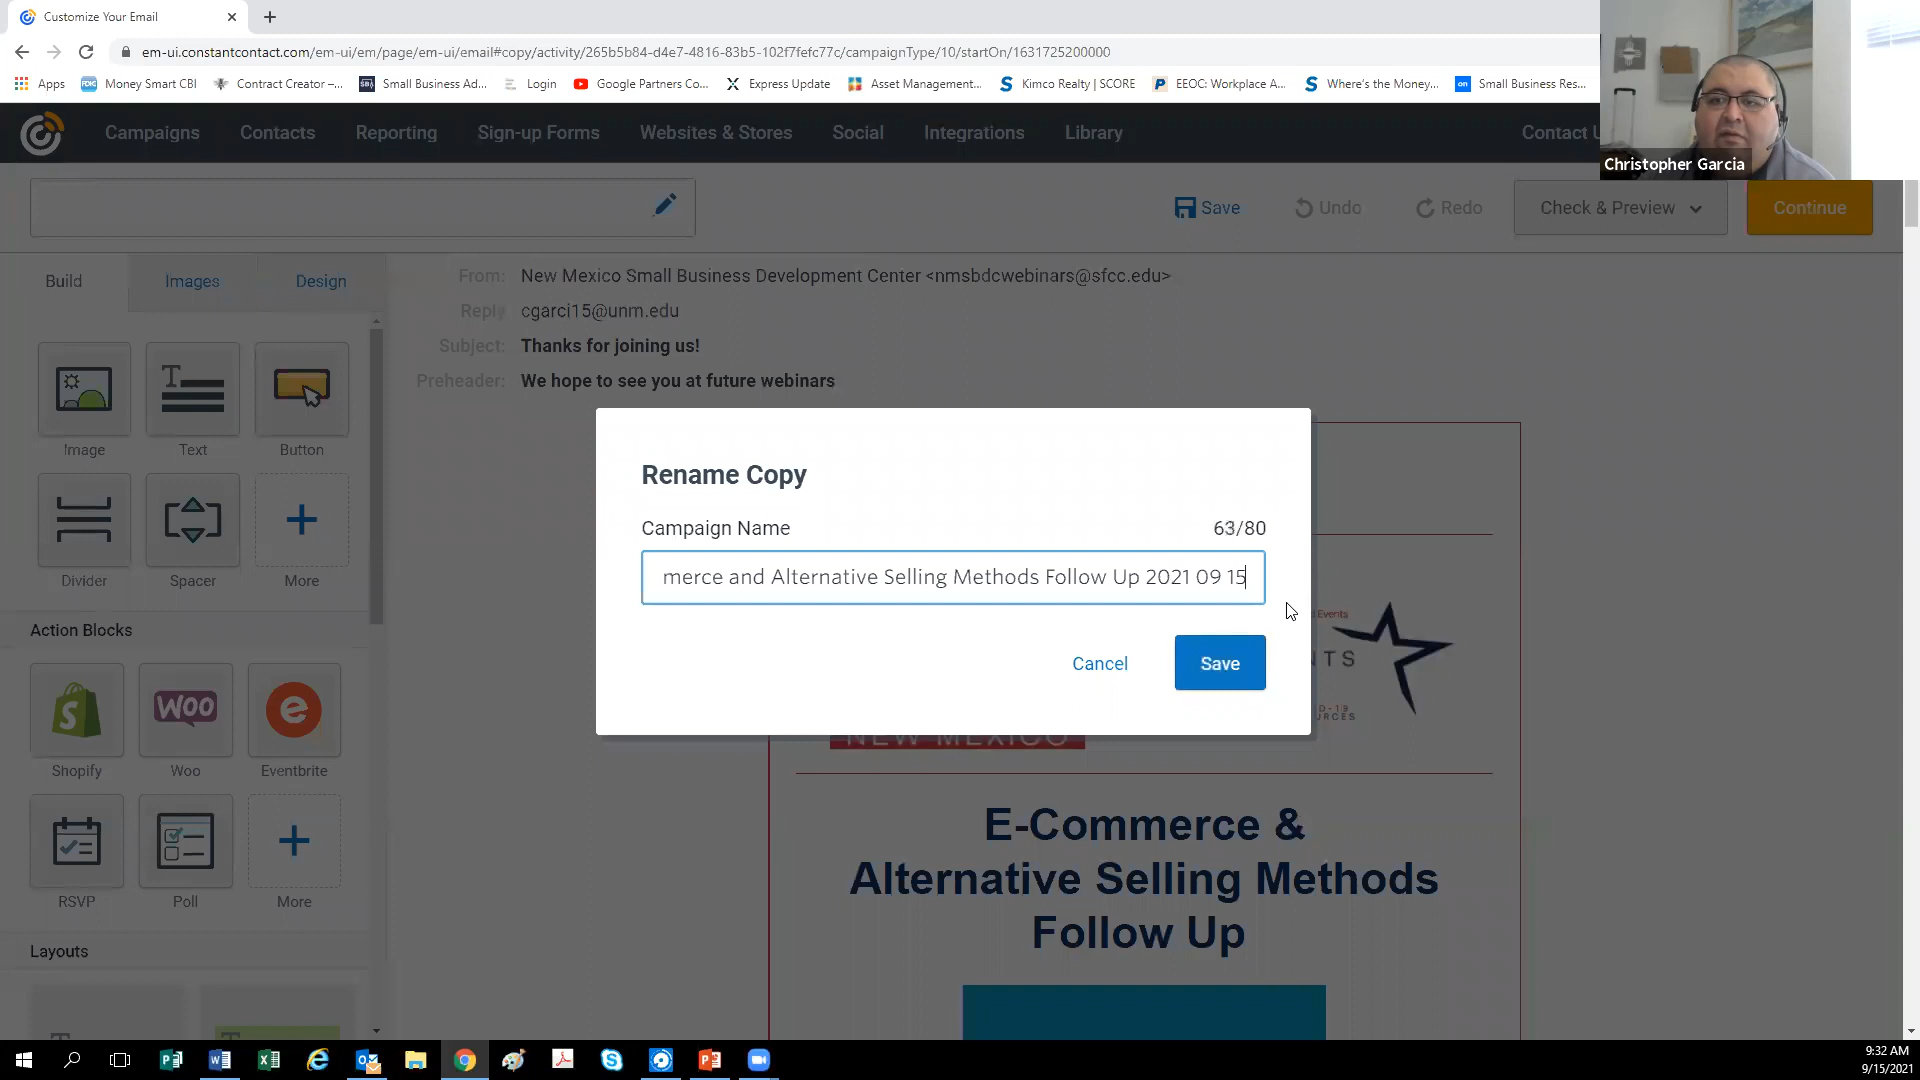 Customize Your Email
em-ui.constantcontact.com/em-ui/em/page/em-ui/email#copy/activity/265b5b84-d4e7-4816-83b5-102f7fefc77c/campaignType/10/startOn/1631725200000
Apps Money Smart CBI Contract Creator –... Small Business Ad... Login Google Partners Co... Express Update Asset Management... Kimco Realty | SCORE EEOC: Workplace A... Where's the Money... Small Business Res...
Campaigns Contacts Reporting Sign-up Forms Websites & Stores Social Integrations Library Contact U
Christopher Garcia
Save Undo Redo Check & Preview Continue
Build Images Design
From: New Mexico Small Business Development Center <nmsbdcwebinars@sfcc.edu>
Reply cgarci15@unm.edu
Subject: Thanks for joining us!
Preheader: We hope to see you at future webinars
Image Text Button
Divider Spacer More
Action Blocks
Shopify Woo Eventbrite
RSVP Poll More
Layouts
Rename Copy
Campaign Name 63/80
merce and Alternative Selling Methods Follow Up 2021 09 15
Cancel Save
d Events
NTS
D-19
URCES
NEW MEXICO
E-Commerce &
Alternative Selling Methods
Follow Up
9:32 AM
9/15/2021